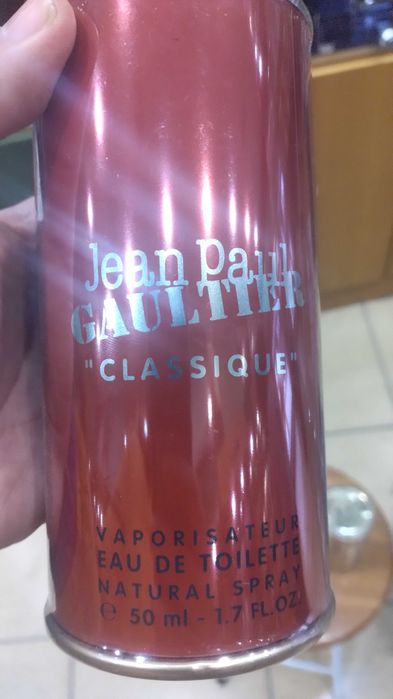 Jean Paul
GAULTIER
"CLASSIQUE"
VAPORISATEUR
EAU DE TOILETTE
NATURAL SPRAY
℮ 50 ml - 1.7 FL.OZ.